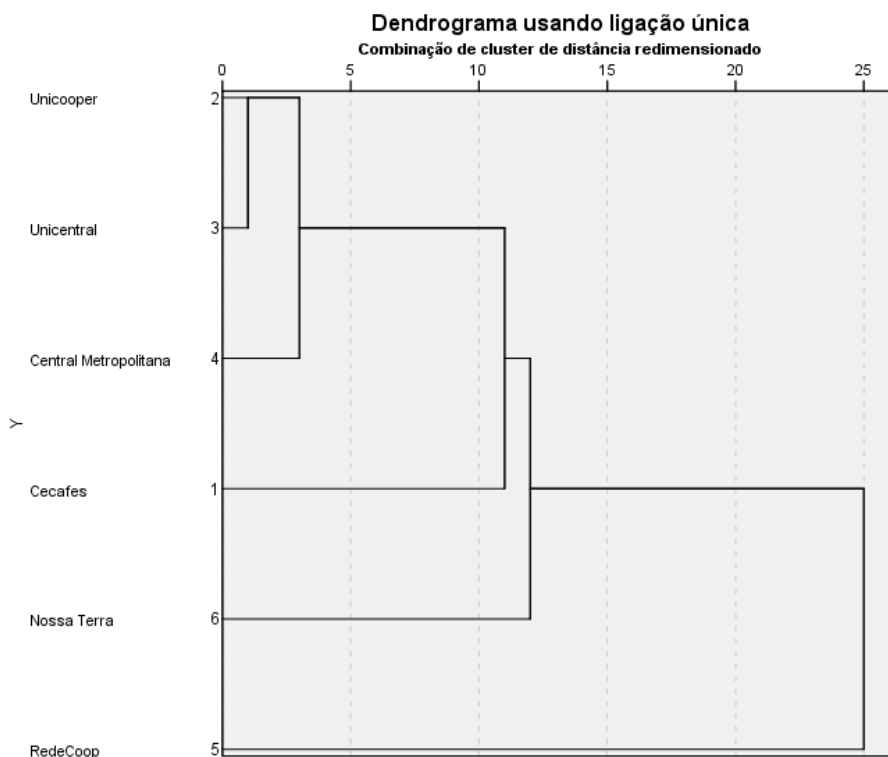 Dendrograma usando ligação única
Combinação de cluster de distância redimensionado
0 5 10 15 20 25
Unicooper 2
Unicentral 3
Central Metropolitana 4
Y
Cecafes 1
Nossa Terra 6
RedeCoop 5